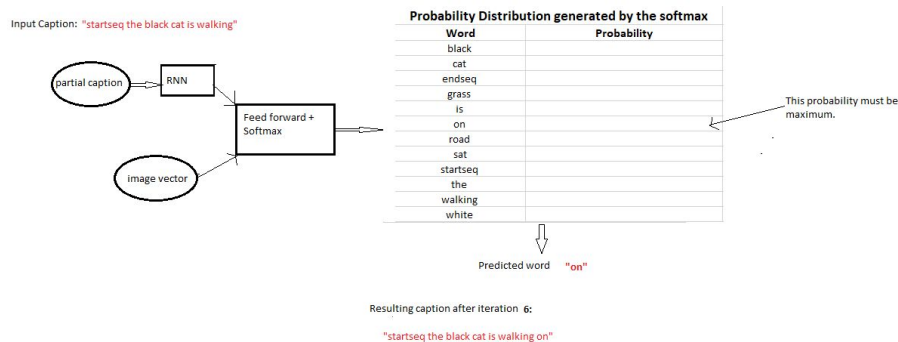 Input Caption: "startseq the black cat is walking"
partial caption
RNN
Feed forward +
Softmax
image vector
Probability Distribution generated by the softmax
Word Probability
black
cat
endseq
grass
is
on
road
sat
startseq
the
walking
white
This probability must be
maximum.
Predicted word "on"
Resulting caption after iteration 6:
"startseq the black cat is walking on"